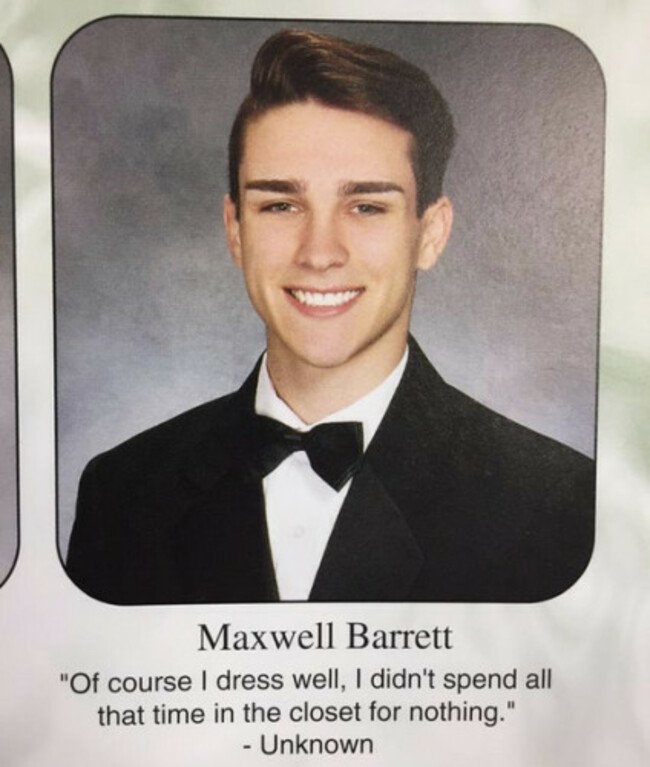 Maxwell Barrett
"Of course I dress well, I didn't spend all
that time in the closet for nothing."
- Unknown